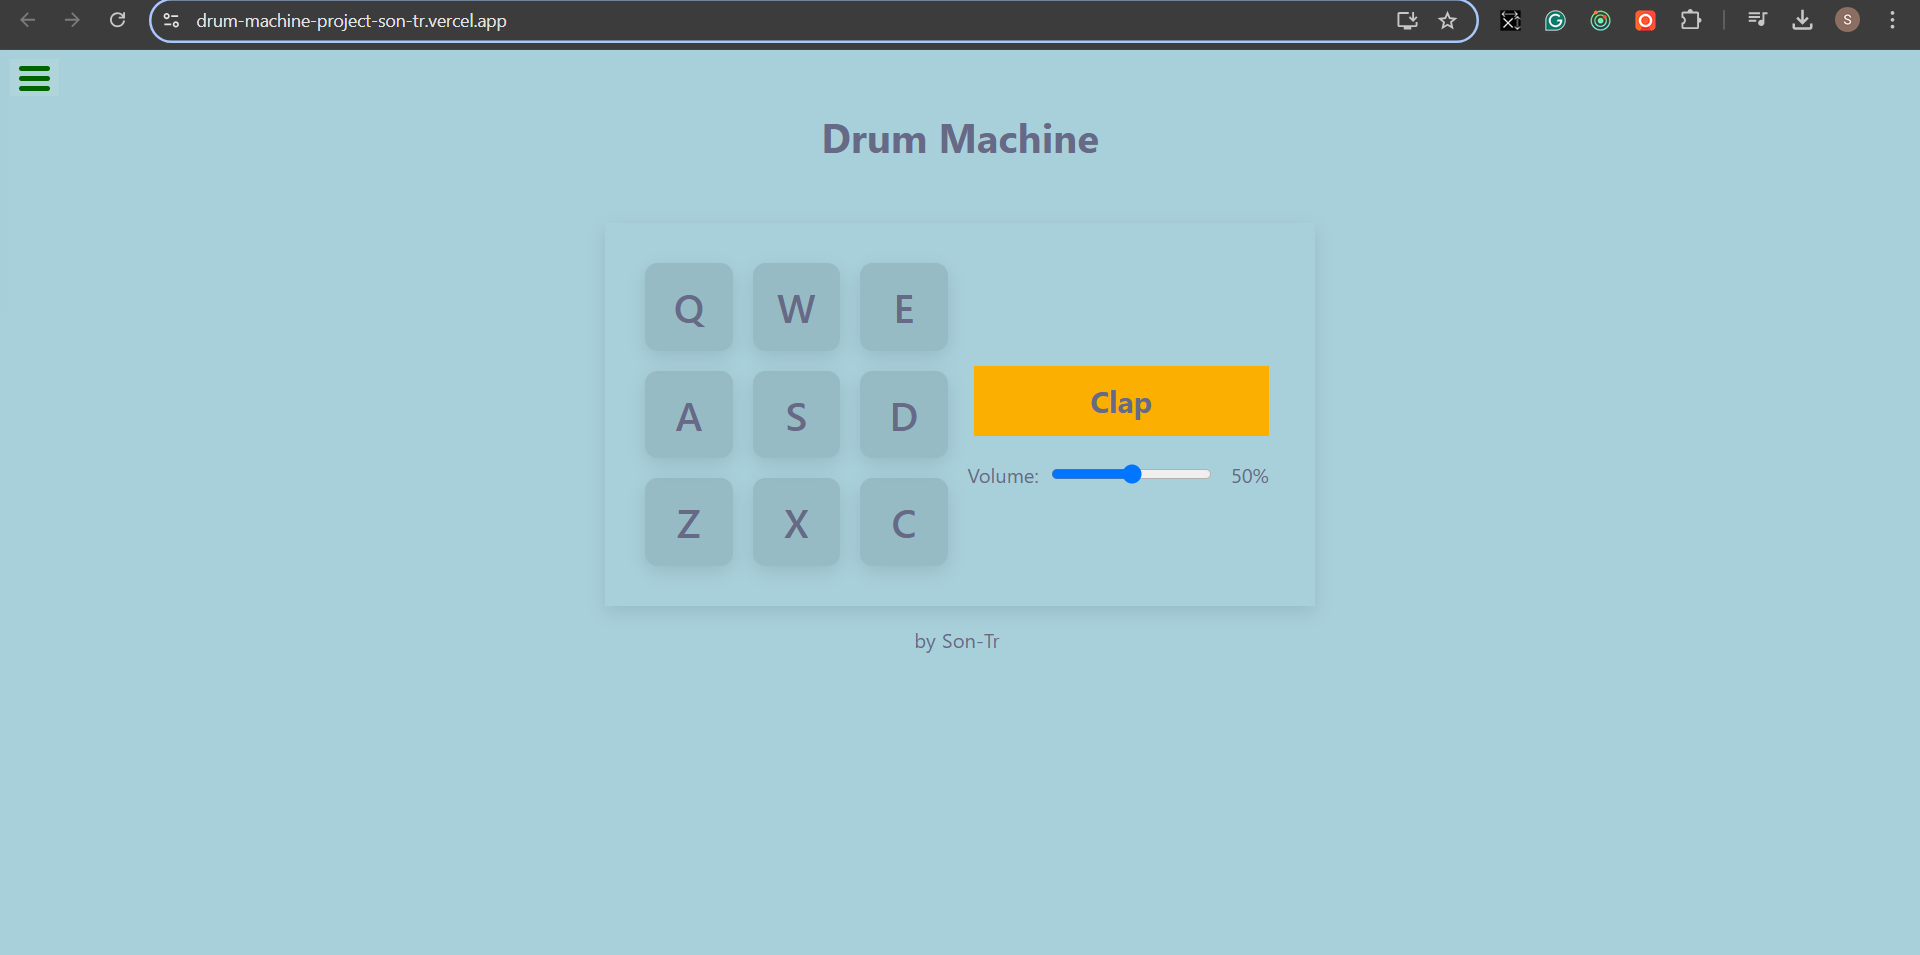 drum-machine-project-son-tr.vercel.app
S
Drum Machine
Q W E
A S D
Z X C
Clap
Volume: 50%
by Son-Tr